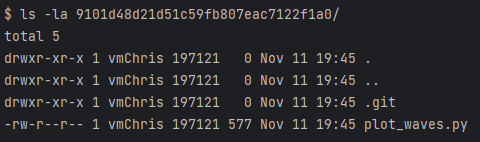 $ ls -la 9101d48d21d51c59fb807eac7122f1a0/
total 5
drwxr-xr-x 1 vmChris 197121   0 Nov 11 19:45 .
drwxr-xr-x 1 vmChris 197121   0 Nov 11 19:45 ..
drwxr-xr-x 1 vmChris 197121   0 Nov 11 19:45 .git
-rw-r--r-- 1 vmChris 197121 577 Nov 11 19:45 plot_waves.py